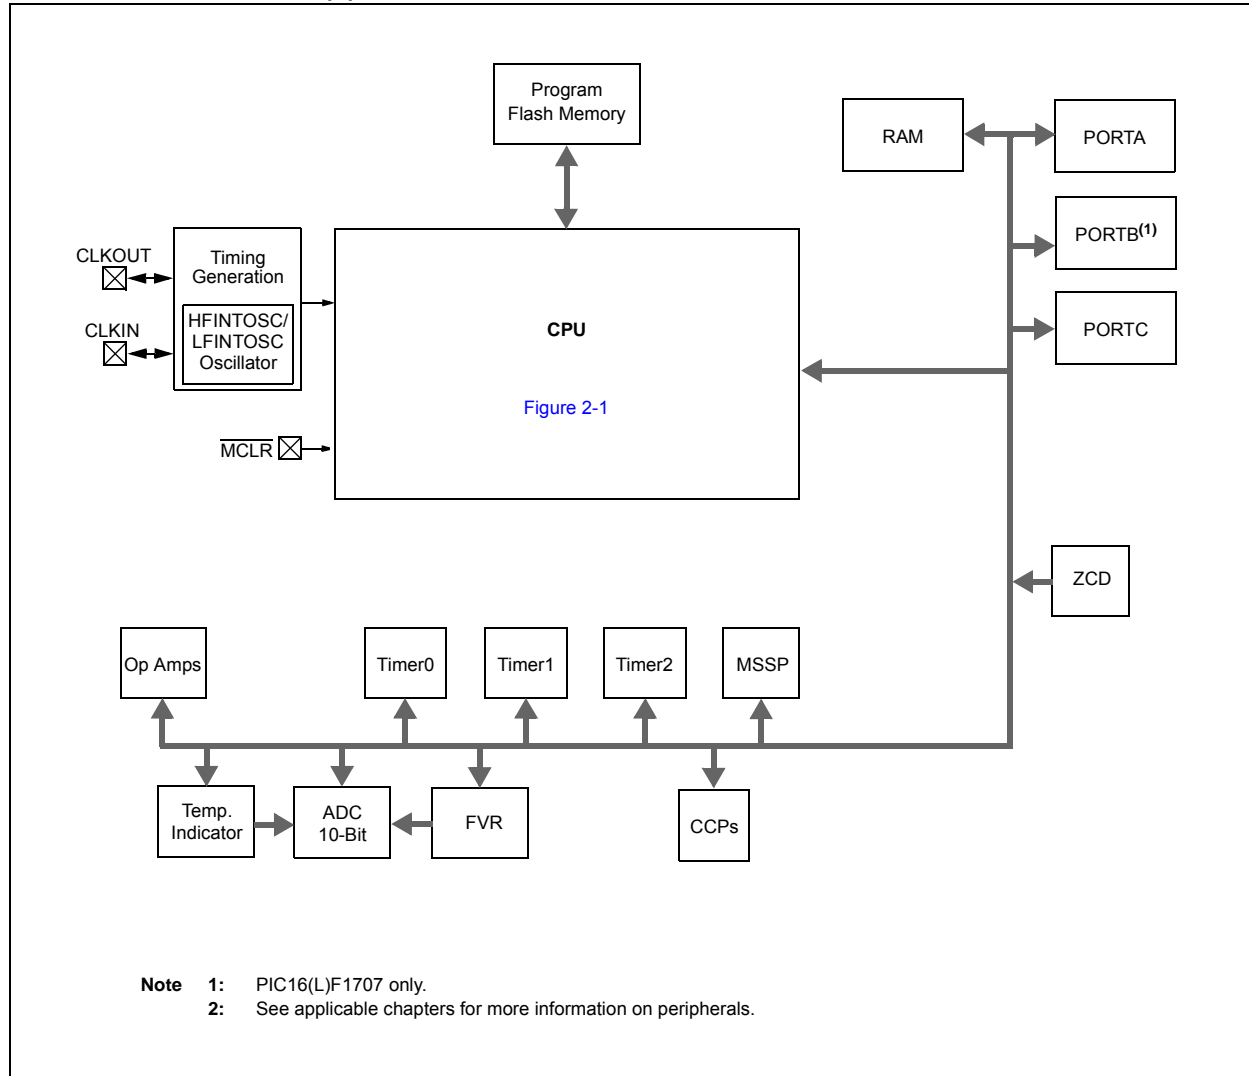 Program
Flash Memory
RAM
PORTA
PORTB(1)
PORTC
CLKOUT
CLKIN
Timing
Generation
HFINTOSC/
LFINTOSC
Oscillator
MCLR
CPU
Figure 2-1
ZCD
Op Amps
Timer0
Timer1
Timer2
MSSP
Temp.
Indicator
ADC
10-Bit
FVR
CCPs
Note 1: PIC16(L)F1707 only.
2: See applicable chapters for more information on peripherals.